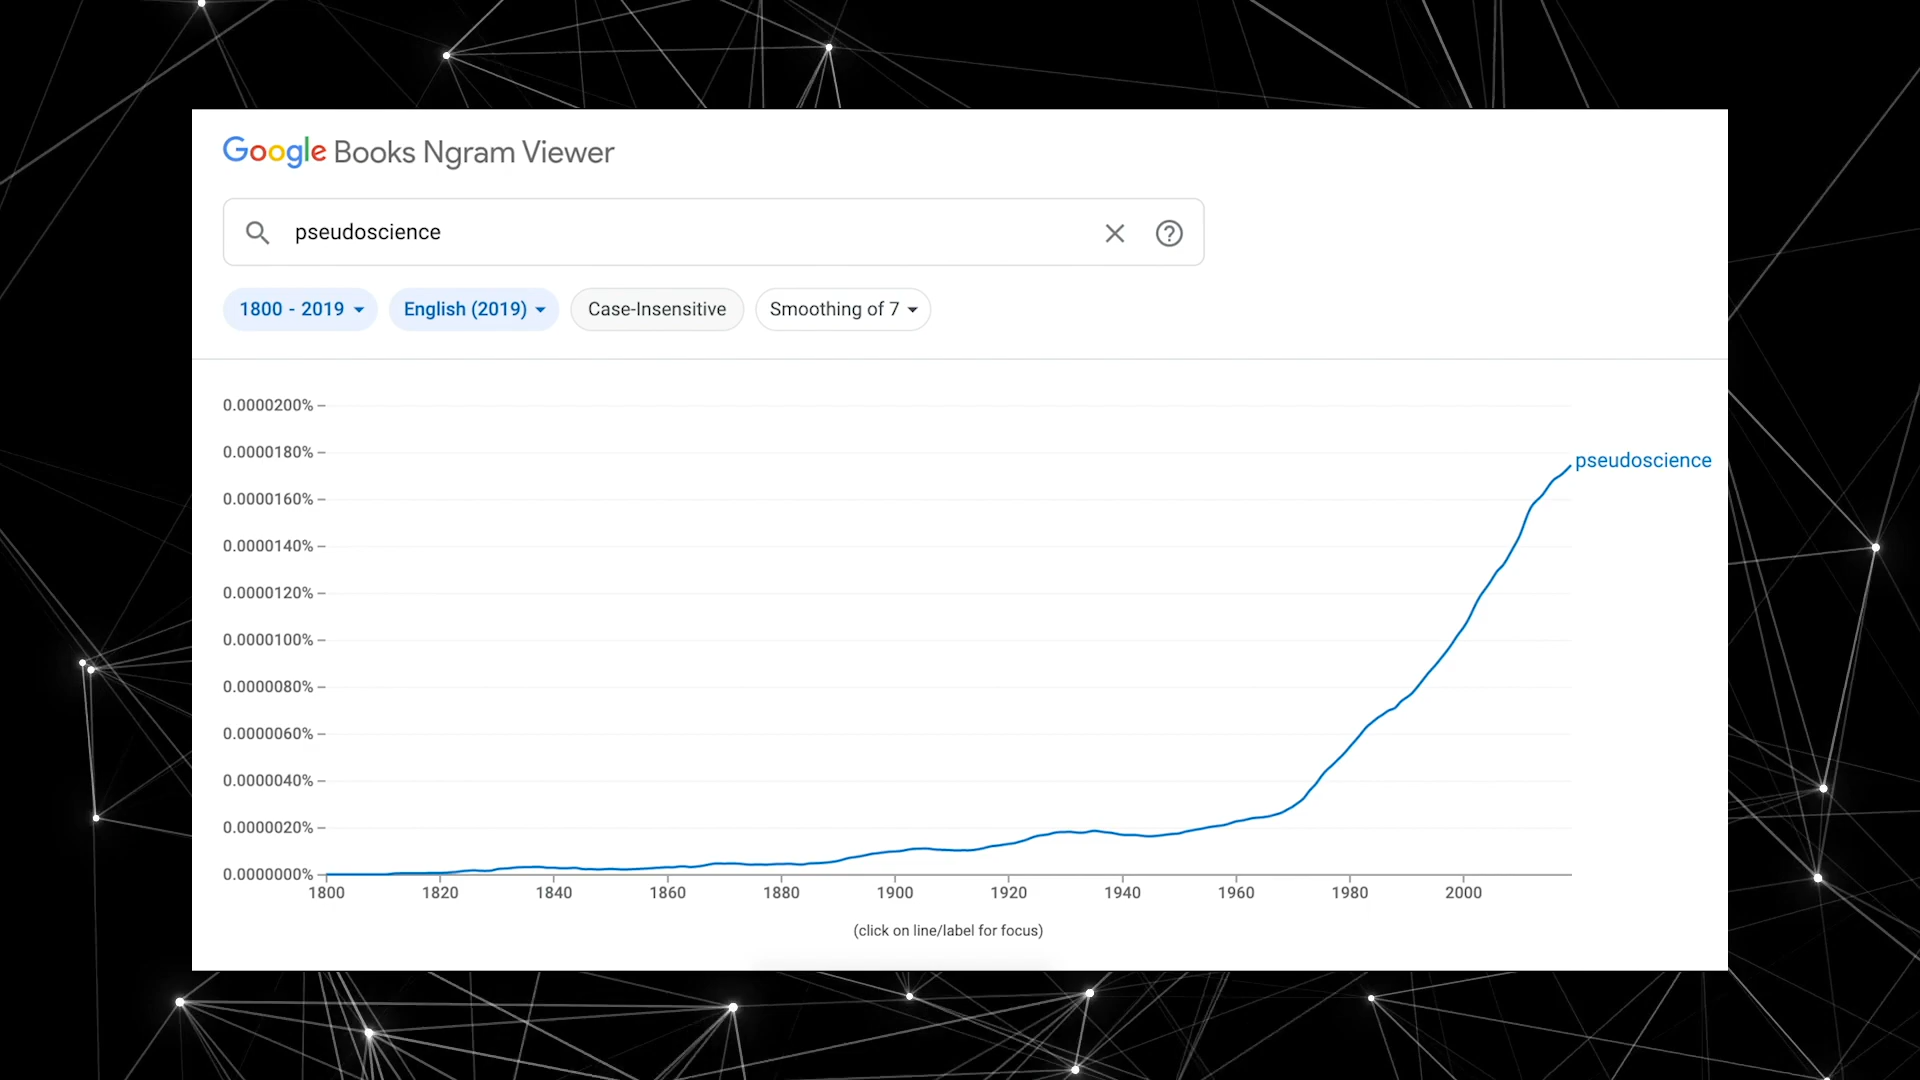 Google Books Ngram Viewer
pseudoscience
1800 - 2019 English (2019) Case-Insensitive Smoothing of 7
0.0000200%
0.0000180%
pseudoscience
0.0000160%
0.0000140%
0.0000120%
0.0000100%
0.0000080%
0.0000060%
0.0000040%
0.0000020%
0.0000000%
1800 1820 1840 1860 1880 1900 1920 1940 1960 1980 2000
(click on line/label for focus)